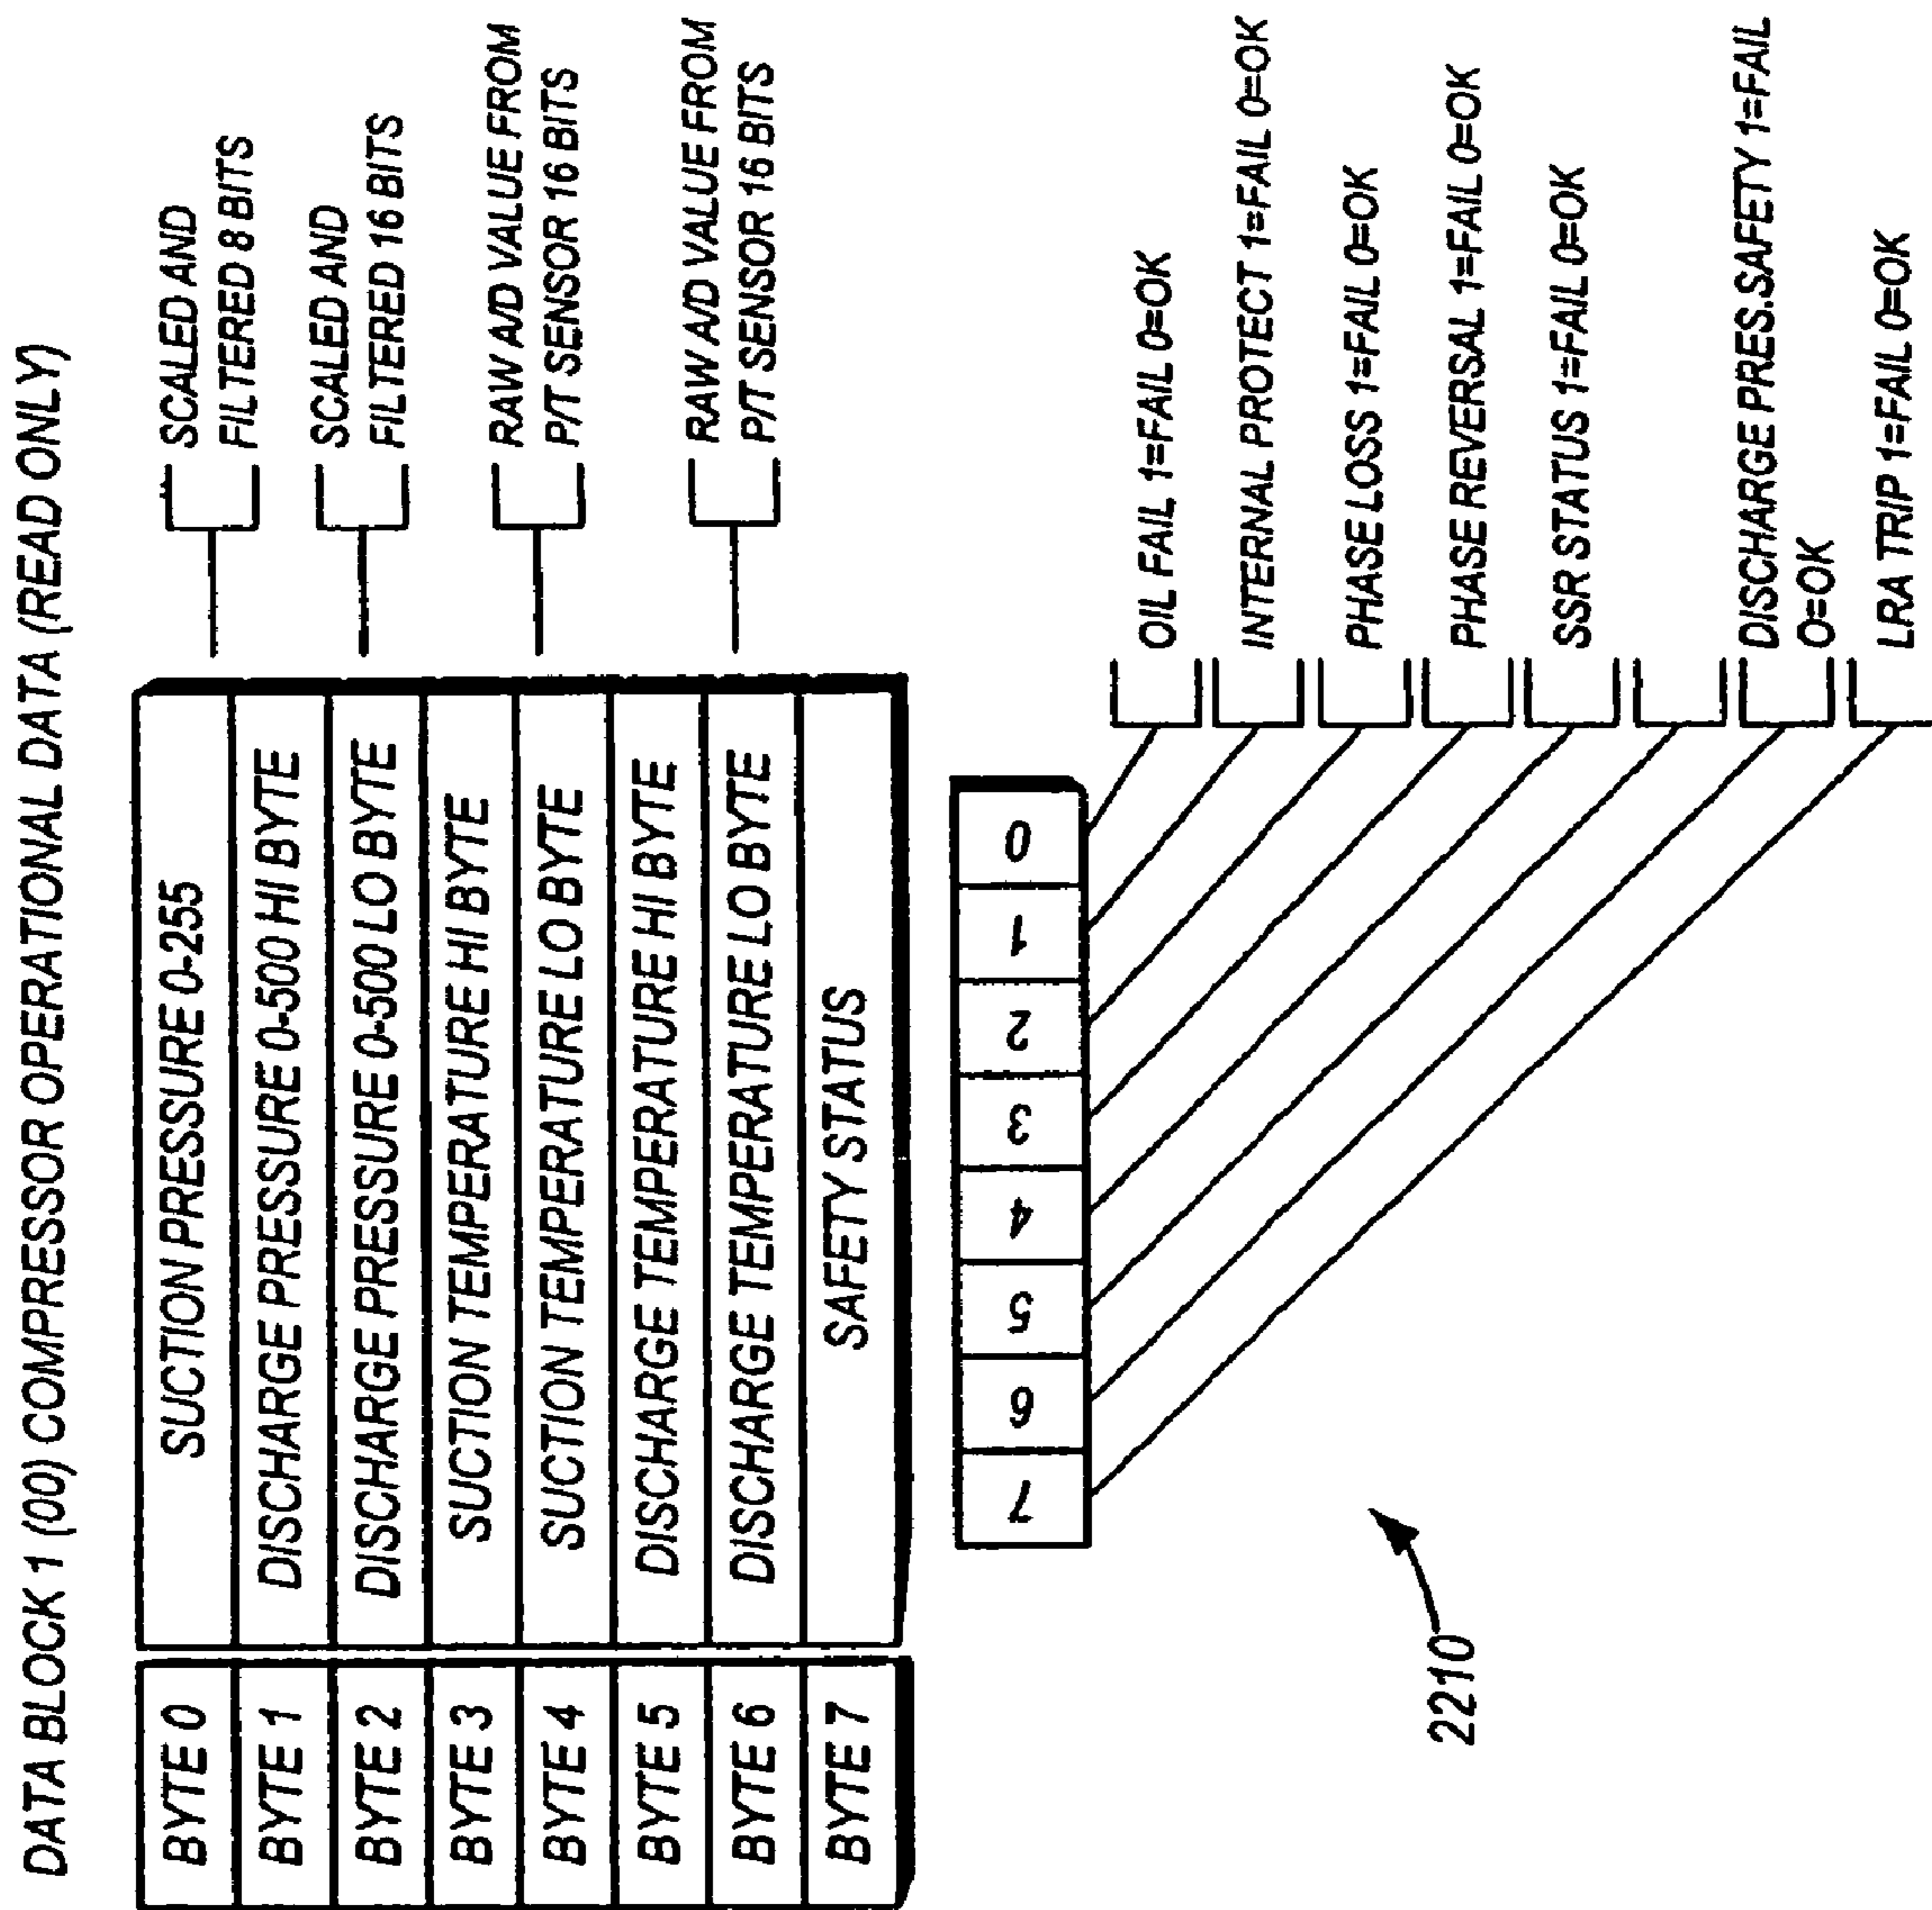 DATA BLOCK 1 (00) COMPRESSOR OPERATIONAL DATA (READ ONLY)
BYTE 0 SUCTION PRESSURE 0-255
SCALED AND
FILTERED 8 BITS
BYTE 1 DISCHARGE PRESSURE 0-500 HI BYTE
BYTE 2 DISCHARGE PRESSURE 0-500 LO BYTE
SCALED AND
FILTERED 16 BITS
BYTE 3 SUCTION TEMPERATURE HI BYTE
BYTE 4 SUCTION TEMPERATURE LO BYTE
RAW A/D VALUE FROM
P/T SENSOR 16 BITS
BYTE 5 DISCHARGE TEMPERATURE HI BYTE
BYTE 6 DISCHARGE TEMPERATURE LO BYTE
RAW A/D VALUE FROM
P/T SENSOR 16 BITS
BYTE 7 SAFETY STATUS
7 6 5 4 3 2 1 0
OIL FAIL 1=FAIL 0=OK
INTERNAL PROTECT 1=FAIL 0=OK
PHASE LOSS 1=FAIL 0=OK
PHASE REVERSAL 1=FAIL 0=OK
SSR STATUS 1=FAIL 0=OK
DISCHARGE PRES.SAFETY 1=FAIL
0=OK
LRA TRIP 1=FAIL 0=OK
2210